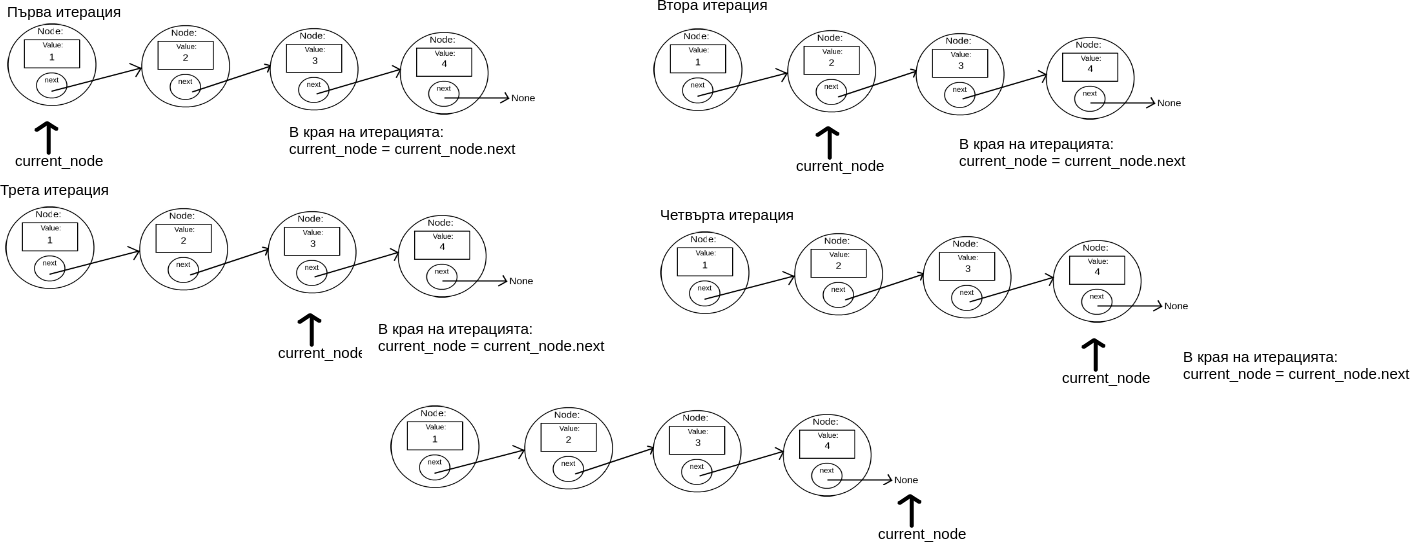 Първа итерация
Node:
Value:
1
next
Node:
Value:
2
next
Node:
Value:
3
next
Node:
Value:
4
next
None
current_node
В края на итерацията:
current_node = current_node.next
Втора итерация
Node:
Value:
1
next
Node:
Value:
2
next
Node:
Value:
3
next
Node:
Value:
4
next
None
current_node
В края на итерацията:
current_node = current_node.next
Трета итерация
Node:
Value:
1
next
Node:
Value:
2
next
Node:
Value:
3
next
Node:
Value:
4
next
None
current_node
В края на итерацията:
current_node = current_node.next
Четвърта итерация
Node:
Value:
1
next
Node:
Value:
2
next
Node:
Value:
3
next
Node:
Value:
4
next
None
current_node
В края на итерацията:
current_node = current_node.next
Node:
Value:
1
next
Node:
Value:
2
next
Node:
Value:
3
next
Node:
Value:
4
next
None
current_node